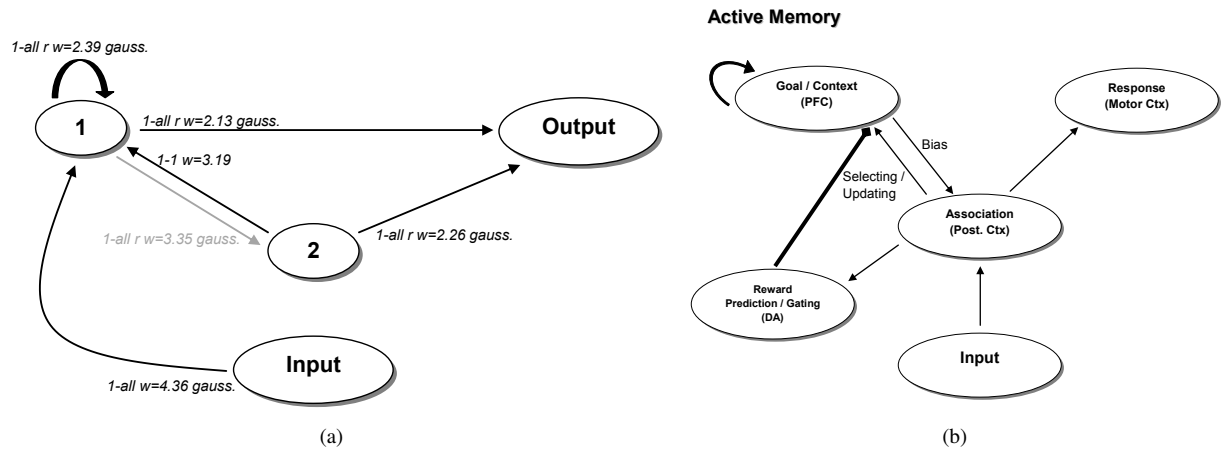 1-all r w=2.39 gauss.
1
1-all r w=2.13 gauss.
Output
1-1 w=3.19
1-all r w=3.35 gauss.
2
1-all r w=2.26 gauss.
Input
1-all w=4.36 gauss.
(a)
Active Memory
Goal / Context
(PFC)
Response
(Motor Ctx)
Bias
Selecting /
Updating
Association
(Post. Ctx)
Reward
Prediction / Gating
(DA)
Input
(b)